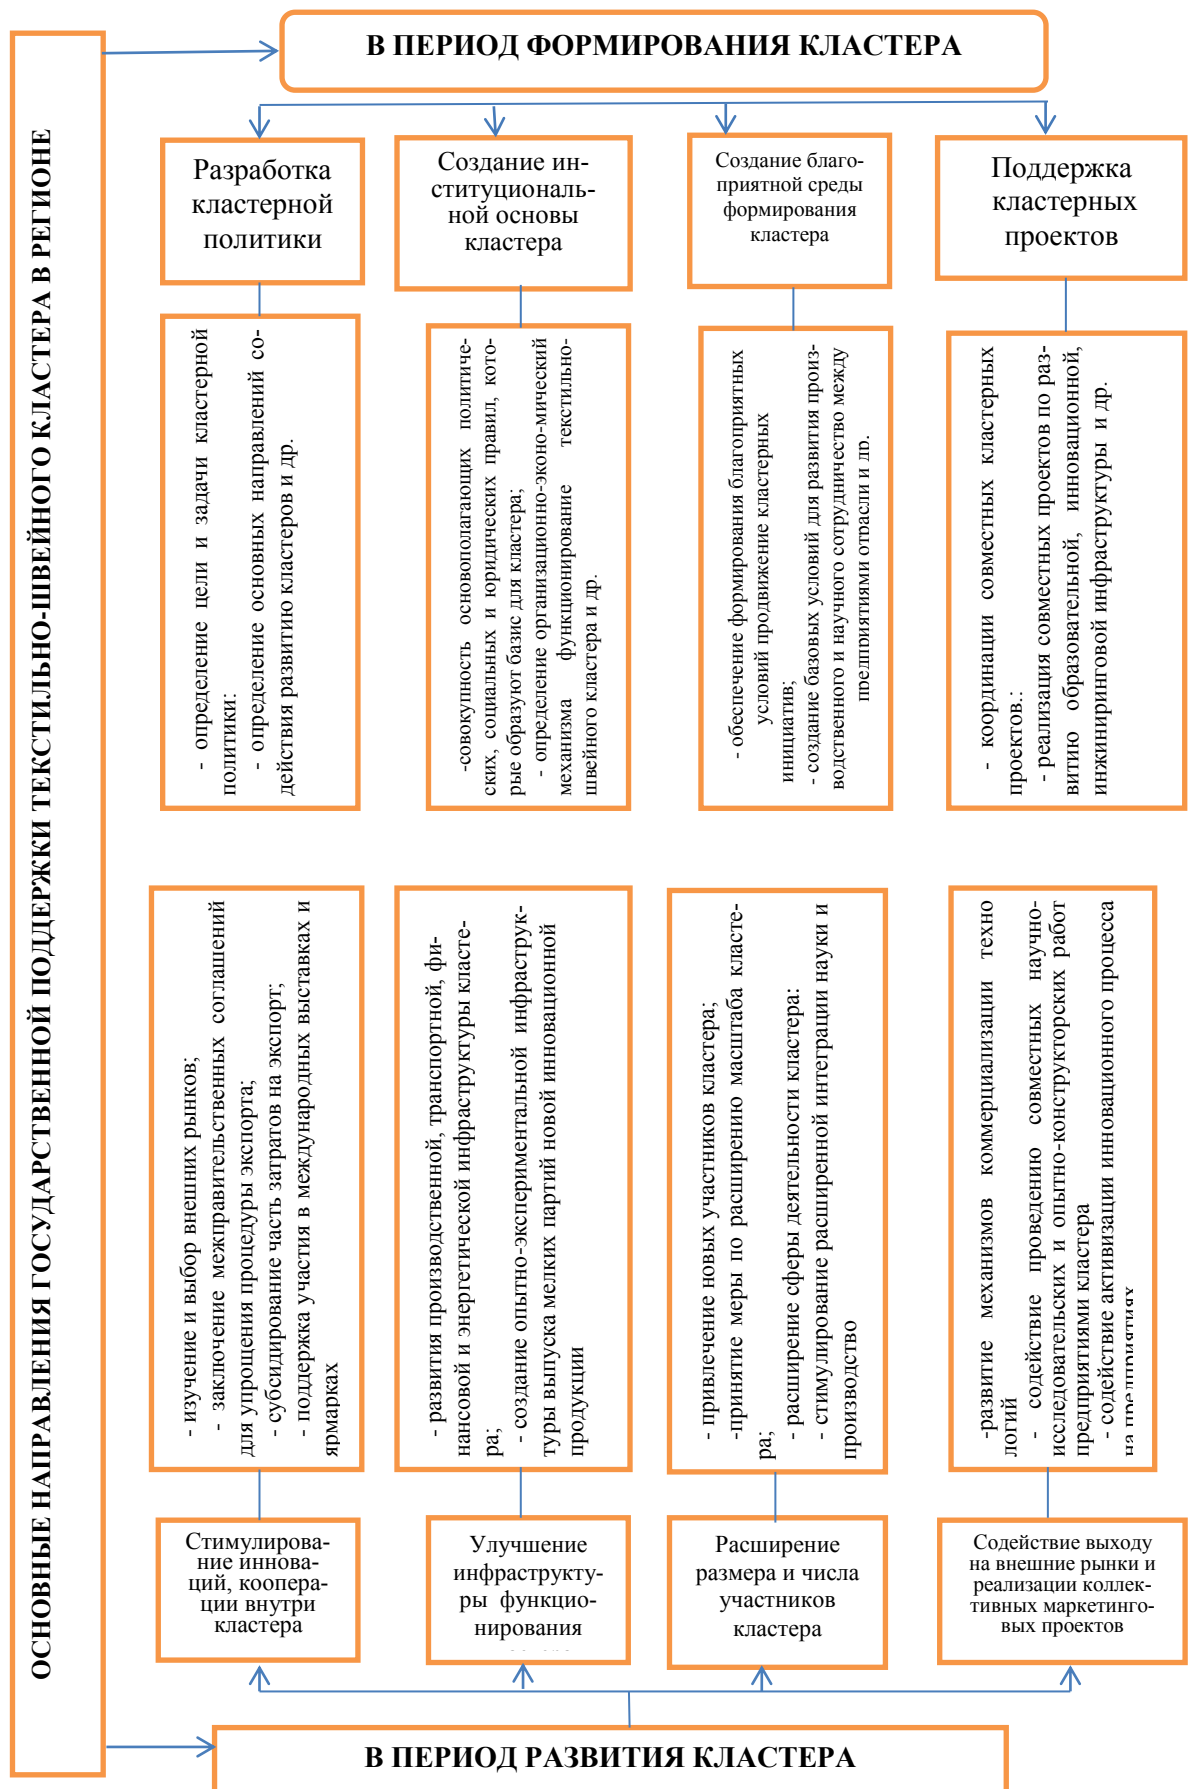 ОСНОВНЫЕ НАПРАВЛЕНИЯ ГОСУДАРСТВЕННОЙ ПОДДЕРЖКИ ТЕКСТИЛЬНО-ШВЕЙНОГО КЛАСТЕРА В РЕГИОНЕ
В ПЕРИОД ФОРМИРОВАНИЯ КЛАСТЕРА
Разработка
кластерной
политики
Создание ин-
ституциональ-
ной основы
кластера
Создание благо-
приятной среды
формирования
кластера
Поддержка
кластерных
проектов
- определение цели и задачи кластерной
политики:
- определение основных направлений со-
действия развитию кластеров и др.
-совокупность основополагающих политиче-
ских, социальных и юридических правил, кото-
рые образуют базис для кластера;
- определение организационно-эконо-мический
механизма функционирование текстильно-
швейного кластера и др.
- обеспечение формирования благоприятных
условий продвижение кластерных
инициатив;
- создание базовых условий для развития произ-
водственного и научного сотрудничество между
предприятиями отрасли и др.
- координации совместных кластерных
проектов.:
- реализация совместных проектов по раз-
витию образовательной, инновационной,
инжиниринговой инфраструктуры и др.
- изучение и выбор внешних рынков;
- заключение межправительственных соглашений
для упрощения процедуры экспорта;
- субсидирование часть затратов на экспорт;
- поддержка участия в международных выставках и
ярмарках
- развития производственной, транспортной, фи-
нансовой и энергетической инфраструктуры класте-
ра;
- создание опытно-экспериментальной инфраструк-
туры выпуска мелких партий новой инновационной
продукции
- привлечение новых участников кластера;
-принятие меры по расширению масштаба класте-
ра;
- расширение сферы деятельности кластера:
- стимулирование расширенной интеграции науки и
производство
-развитие механизмов коммерциализации техно
логий
- содействие проведению совместных научно-
исследовательских и опытно-конструкторских работ
предприятиями кластера
- содействие активизации инновационного процесса
на предприятиях
Стимулирова-
ние иннова-
ций, коопера-
ции внутри
кластера
Улучшение
инфраструкту-
ры функцио-
нирования
Расширение
размера и числа
участников
кластера
Содействие выходу
на внешние рынки и
реализации коллек-
тивных маркетинго-
вых проектов
В ПЕРИОД РАЗВИТИЯ КЛАСТЕРА